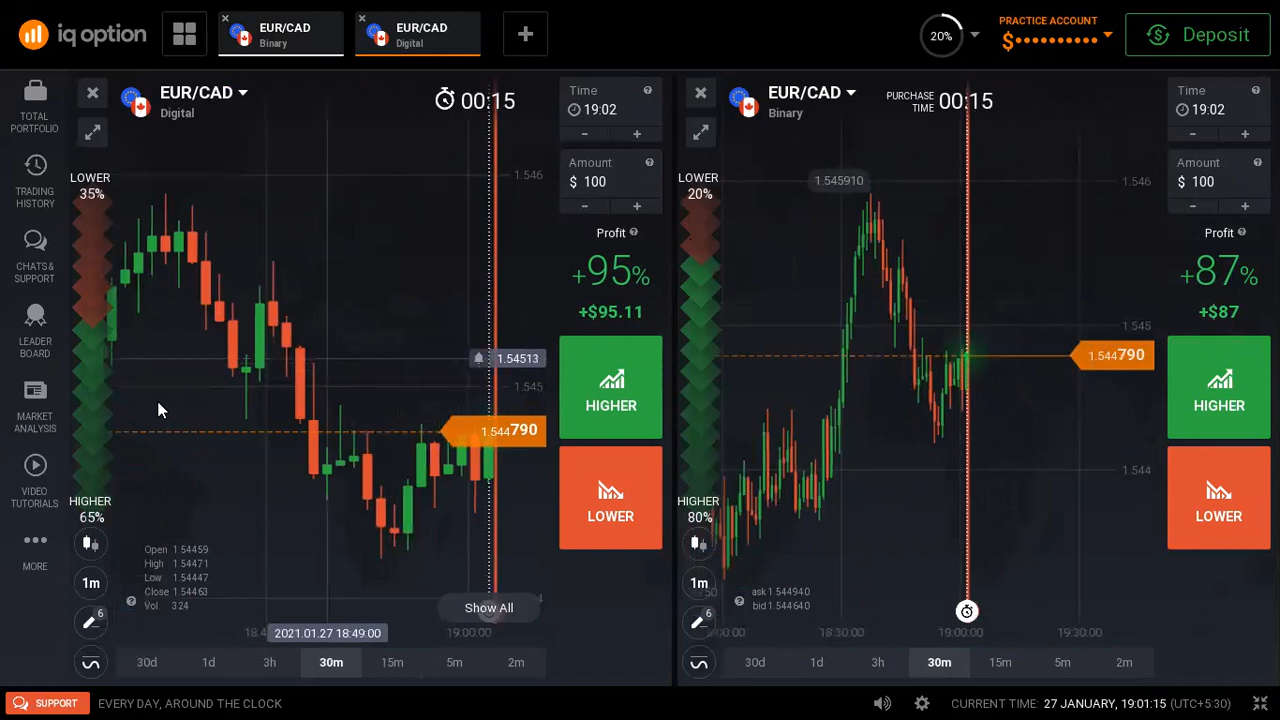 iq option
EUR/CAD
Binary
EUR/CAD
Digital
20%
PRACTICE ACCOUNT
$
Deposit
TOTAL
PORTFOLIO
TRADING
HISTORY
CHATS &
SUPPORT
LEADER
BOARD
MARKET
ANALYSIS
VIDEO
TUTORIALS
MORE
EUR/CAD
Digital
00:15
LOWER
35%
HIGHER
65%
1.546
1.54513
1.545
1.544790
Open 1.54459
High 1.54471
Low 1.54447
Close 1.54463
Vol 324
Show All
1m
6
2021.01.27 18:49:00
19:00:00
30d
1d
3h
30m
15m
5m
2m
Time
19:02
- +
Amount
$ 100
- +
Profit
+95%
+$95.11
HIGHER
LOWER
EUR/CAD
Binary
PURCHASE
TIME
00:15
LOWER
20%
HIGHER
80%
1.545910
1.546
1.545
1.544790
1.544
ask 1.544940
bid 1.544640
1m
6
18:30:00
19:00:00
19:30:00
30d
1d
3h
30m
15m
5m
2m
Time
19:02
- +
Amount
$ 100
- +
Profit
+87%
+$87
HIGHER
LOWER
SUPPORT
EVERY DAY, AROUND THE CLOCK
CURRENT TIME: 27 JANUARY, 19:01:15 (UTC+5:30)